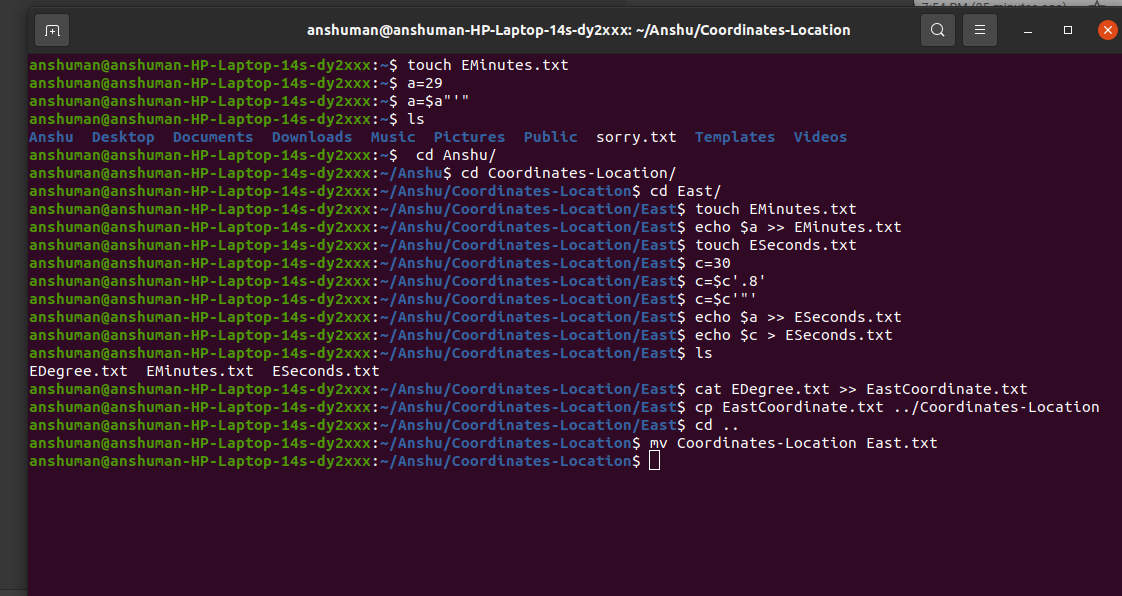 anshuman@anshuman-HP-Laptop-14s-dy2xxx: ~/Anshu/Coordinates-Location
anshuman@anshuman-HP-Laptop-14s-dy2xxx:~$ touch EMinutes.txt
anshuman@anshuman-HP-Laptop-14s-dy2xxx:~$ a=29
anshuman@anshuman-HP-Laptop-14s-dy2xxx:~$ a=$a"'"
anshuman@anshuman-HP-Laptop-14s-dy2xxx:~$ ls
Anshu  Desktop  Documents  Downloads  Music  Pictures  Public  sorry.txt  Templates  Videos
anshuman@anshuman-HP-Laptop-14s-dy2xxx:~$  cd Anshu/
anshuman@anshuman-HP-Laptop-14s-dy2xxx:~/Anshu$ cd Coordinates-Location/
anshuman@anshuman-HP-Laptop-14s-dy2xxx:~/Anshu/Coordinates-Location$ cd East/
anshuman@anshuman-HP-Laptop-14s-dy2xxx:~/Anshu/Coordinates-Location/East$ touch EMinutes.txt
anshuman@anshuman-HP-Laptop-14s-dy2xxx:~/Anshu/Coordinates-Location/East$ echo $a >> EMinutes.txt
anshuman@anshuman-HP-Laptop-14s-dy2xxx:~/Anshu/Coordinates-Location/East$ touch ESeconds.txt
anshuman@anshuman-HP-Laptop-14s-dy2xxx:~/Anshu/Coordinates-Location/East$ c=30
anshuman@anshuman-HP-Laptop-14s-dy2xxx:~/Anshu/Coordinates-Location/East$ c=$c'.8'
anshuman@anshuman-HP-Laptop-14s-dy2xxx:~/Anshu/Coordinates-Location/East$ c=$c'"'
anshuman@anshuman-HP-Laptop-14s-dy2xxx:~/Anshu/Coordinates-Location/East$ echo $a >> ESeconds.txt
anshuman@anshuman-HP-Laptop-14s-dy2xxx:~/Anshu/Coordinates-Location/East$ echo $c > ESeconds.txt
anshuman@anshuman-HP-Laptop-14s-dy2xxx:~/Anshu/Coordinates-Location/East$ ls
EDegree.txt  EMinutes.txt  ESeconds.txt
anshuman@anshuman-HP-Laptop-14s-dy2xxx:~/Anshu/Coordinates-Location/East$ cat EDegree.txt >> EastCoordinate.txt
anshuman@anshuman-HP-Laptop-14s-dy2xxx:~/Anshu/Coordinates-Location/East$ cp EastCoordinate.txt ../Coordinates-Location
anshuman@anshuman-HP-Laptop-14s-dy2xxx:~/Anshu/Coordinates-Location/East$ cd ..
anshuman@anshuman-HP-Laptop-14s-dy2xxx:~/Anshu/Coordinates-Location$ mv Coordinates-Location East.txt
anshuman@anshuman-HP-Laptop-14s-dy2xxx:~/Anshu/Coordinates-Location$